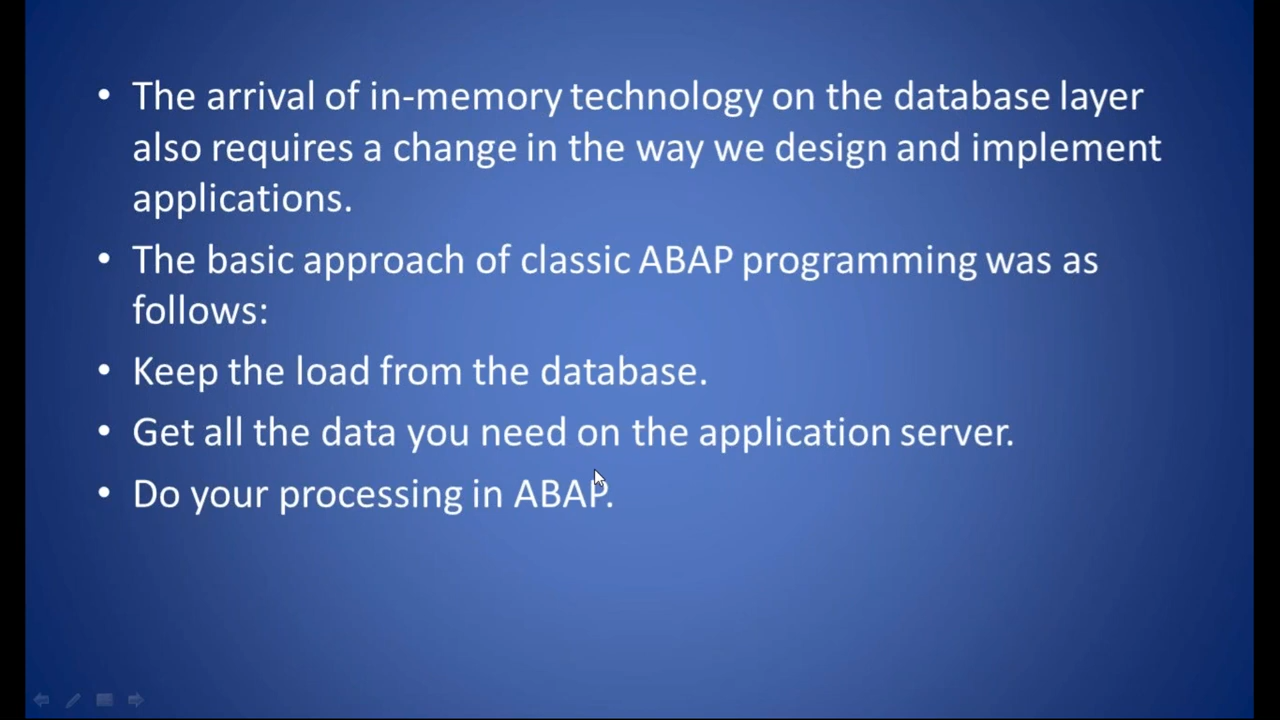 • The arrival of in-memory technology on the database layer
also requires a change in the way we design and implement
applications.
• The basic approach of classic ABAP programming was as
follows:
• Keep the load from the database.
• Get all the data you need on the application server.
• Do your processing in ABAP.